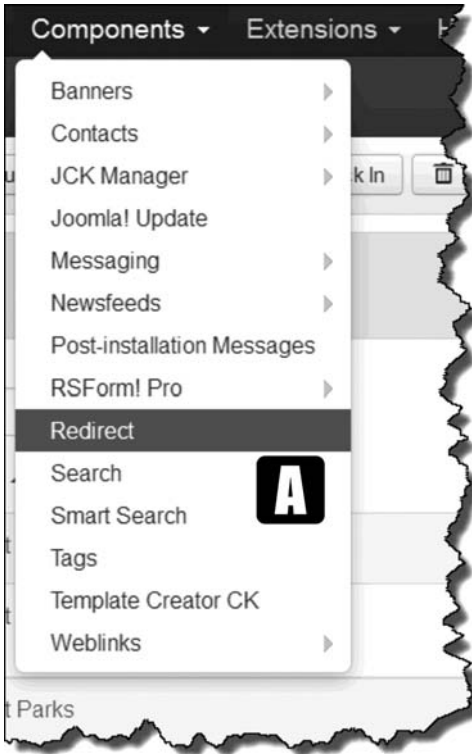 Components Extensions H
Banners
Contacts
JCK Manager
k In
Joomla! Update
Messaging
Newsfeeds
Post-installation Messages
RSForm! Pro
Redirect
Search
A
Smart Search
Tags
Template Creator CK
Weblinks
t Parks